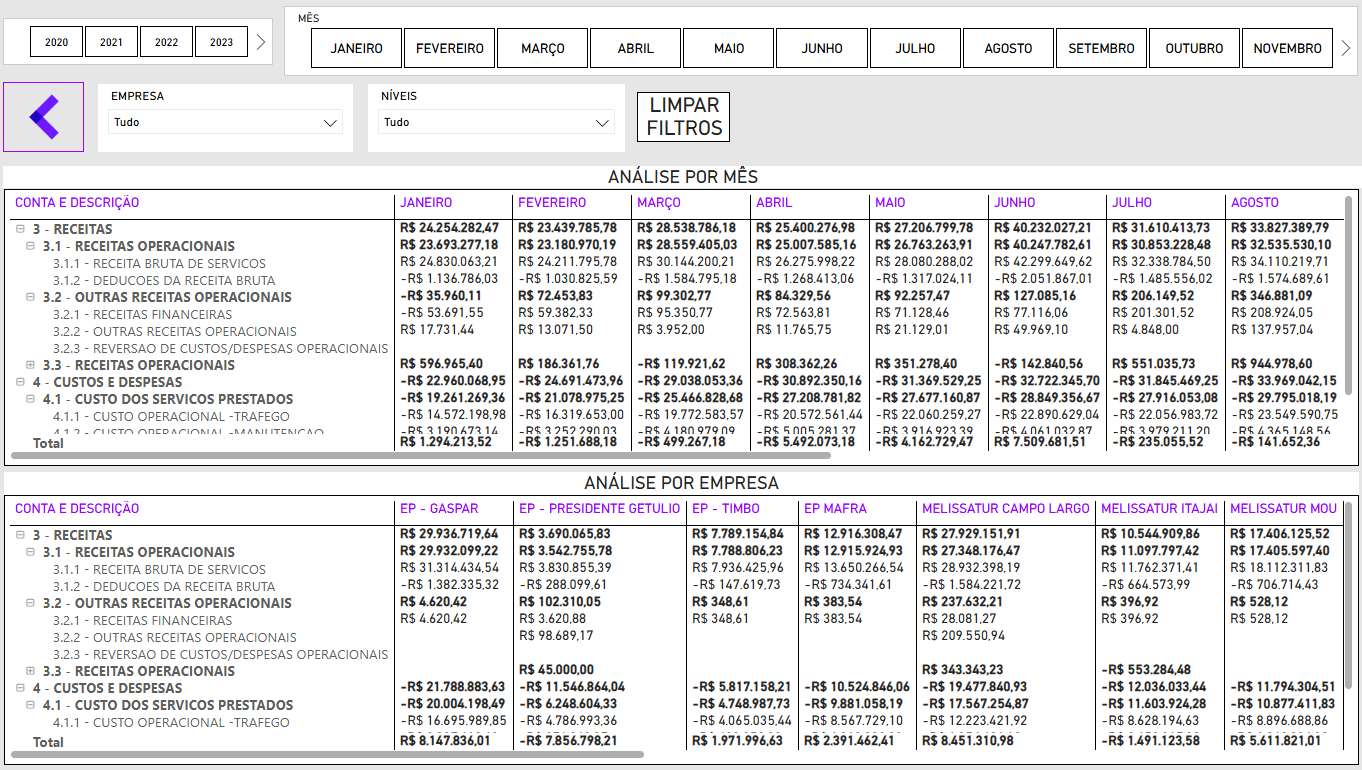 2020 2021 2022 2023
MÊS
JANEIRO FEVEREIRO MARÇO ABRIL MAIO JUNHO JULHO AGOSTO SETEMBRO OUTUBRO NOVEMBRO
EMPRESA
Tudo
NÍVEIS
Tudo
LIMPAR
FILTROS
ANÁLISE POR MÊS
CONTA E DESCRIÇÃO JANEIRO FEVEREIRO MARÇO ABRIL MAIO JUNHO JULHO AGOSTO
3 - RECEITAS R$ 24.254.282,47 R$ 23.439.785,78 R$ 28.538.786,18 R$ 25.400.276,98 R$ 27.206.799,78 R$ 40.232.027,21 R$ 31.610.413,73 R$ 33.827.389,79
3.1 - RECEITAS OPERACIONAIS R$ 23.693.277,18 R$ 23.180.970,19 R$ 28.559.405,03 R$ 25.007.585,16 R$ 26.763.263,91 R$ 40.247.782,61 R$ 30.853.228,48 R$ 32.535.530,10
3.1.1 - RECEITA BRUTA DE SERVICOS R$ 24.830.063,21 R$ 24.211.795,78 R$ 30.144.200,21 R$ 26.275.998,22 R$ 28.080.288,02 R$ 42.299.649,62 R$ 32.338.784,50 R$ 34.110.219,71
3.1.2 - DEDUCOES DA RECEITA BRUTA -R$ 1.136.786,03 -R$ 1.030.825,59 -R$ 1.584.795,18 -R$ 1.268.413,06 -R$ 1.317.024,11 -R$ 2.051.867,01 -R$ 1.485.556,02 -R$ 1.574.689,61
3.2 - OUTRAS RECEITAS OPERACIONAIS -R$ 35.960,11 R$ 72.453,83 R$ 99.302,77 R$ 84.329,56 R$ 92.257,47 R$ 127.085,16 R$ 206.149,52 R$ 346.881,09
3.2.1 - RECEITAS FINANCEIRAS -R$ 53.691,55 R$ 59.382,33 R$ 95.350,77 R$ 72.563,81 R$ 71.128,46 R$ 77.116,06 R$ 201.301,52 R$ 208.924,05
3.2.2 - OUTRAS RECEITAS OPERACIONAIS R$ 17.731,44 R$ 13.071,50 R$ 3.952,00 R$ 11.765,75 R$ 21.129,01 R$ 49.969,10 R$ 4.848,00 R$ 137.957,04
3.2.3 - REVERSAO DE CUSTOS/DESPESAS OPERACIONAIS
3.3 - RECEITAS OPERACIONAIS R$ 596.965,40 R$ 186.361,76 -R$ 119.921,62 R$ 308.362,26 R$ 351.278,40 -R$ 142.840,56 R$ 551.035,73 R$ 944.978,60
4 - CUSTOS E DESPESAS -R$ 22.960.068,95 -R$ 24.691.473,96 -R$ 29.038.053,36 -R$ 30.892.350,16 -R$ 31.369.529,25 -R$ 32.722.345,70 -R$ 31.845.469,25 -R$ 33.969.042,15
4.1 - CUSTO DOS SERVICOS PRESTADOS -R$ 19.261.269,36 -R$ 21.078.975,25 -R$ 25.466.828,68 -R$ 27.208.781,82 -R$ 27.677.160,87 -R$ 28.849.356,67 -R$ 27.916.053,08 -R$ 29.795.018,19
4.1.1 - CUSTO OPERACIONAL -TRAFEGO -R$ 14.572.198,98 -R$ 16.319.653,00 -R$ 19.772.583,57 -R$ 20.572.561,44 -R$ 22.060.259,27 -R$ 22.890.629,04 -R$ 22.056.983,72 -R$ 23.549.590,75
4.1.2 - CUSTO OPERACIONAL -MANUTENCAO -R$ 3.190.673,14 -R$ 3.252.290,03 -R$ 4.180.979,09 -R$ 5.005.281,37 -R$ 3.916.923,39 -R$ 4.061.032,87 -R$ 3.979.211,20 -R$ 4.365.148,56
Total R$ 1.294.213,52 -R$ 1.251.688,18 -R$ 499.267,18 -R$ 5.492.073,18 -R$ 4.162.729,47 R$ 7.509.681,51 -R$ 235.055,52 -R$ 141.652,36
ANÁLISE POR EMPRESA
CONTA E DESCRIÇÃO EP - GASPAR EP - PRESIDENTE GETULIO EP - TIMBO EP MAFRA MELISSATUR CAMPO LARGO MELISSATUR ITAJAI MELISSATUR MOU
3 - RECEITAS R$ 29.936.719,64 R$ 3.690.065,83 R$ 7.789.154,84 R$ 12.916.308,47 R$ 27.929.151,91 R$ 10.544.909,86 R$ 17.406.125,52
3.1 - RECEITAS OPERACIONAIS R$ 29.932.099,22 R$ 3.542.755,78 R$ 7.788.806,23 R$ 12.915.924,93 R$ 27.348.176,47 R$ 11.097.797,42 R$ 17.405.597,40
3.1.1 - RECEITA BRUTA DE SERVICOS R$ 31.314.434,54 R$ 3.830.855,39 R$ 7.936.425,96 R$ 13.650.266,54 R$ 28.932.398,19 R$ 11.762.371,41 R$ 18.112.311,83
3.1.2 - DEDUCOES DA RECEITA BRUTA -R$ 1.382.335,32 -R$ 288.099,61 -R$ 147.619,73 -R$ 734.341,61 -R$ 1.584.221,72 -R$ 664.573,99 -R$ 706.714,43
3.2 - OUTRAS RECEITAS OPERACIONAIS R$ 4.620,42 R$ 102.310,05 R$ 348,61 R$ 383,54 R$ 237.632,21 R$ 396,92 R$ 528,12
3.2.1 - RECEITAS FINANCEIRAS R$ 4.620,42 R$ 3.620,88 R$ 348,61 R$ 383,54 R$ 28.081,27 R$ 396,92 R$ 528,12
3.2.2 - OUTRAS RECEITAS OPERACIONAIS R$ 98.689,17 R$ 209.550,94
3.2.3 - REVERSAO DE CUSTOS/DESPESAS OPERACIONAIS
3.3 - RECEITAS OPERACIONAIS R$ 45.000,00 R$ 343.343,23 -R$ 553.284,48
4 - CUSTOS E DESPESAS -R$ 21.788.883,63 -R$ 11.546.864,04 -R$ 5.817.158,21 -R$ 10.524.846,06 -R$ 19.477.840,93 -R$ 12.036.033,44 -R$ 11.794.304,51
4.1 - CUSTO DOS SERVICOS PRESTADOS -R$ 20.004.198,49 -R$ 6.248.604,33 -R$ 4.748.987,73 -R$ 9.881.058,19 -R$ 17.567.254,87 -R$ 11.603.924,28 -R$ 10.877.411,83
4.1.1 - CUSTO OPERACIONAL -TRAFEGO -R$ 16.695.989,85 -R$ 4.786.993,36 -R$ 4.065.035,44 -R$ 8.567.729,10 -R$ 12.223.421,92 -R$ 8.628.194,63 -R$ 8.896.688,86
Total R$ 8.147.836,01 -R$ 7.856.798,21 R$ 1.971.996,63 R$ 2.391.462,41 R$ 8.451.310,98 -R$ 1.491.123,58 R$ 5.611.821,01